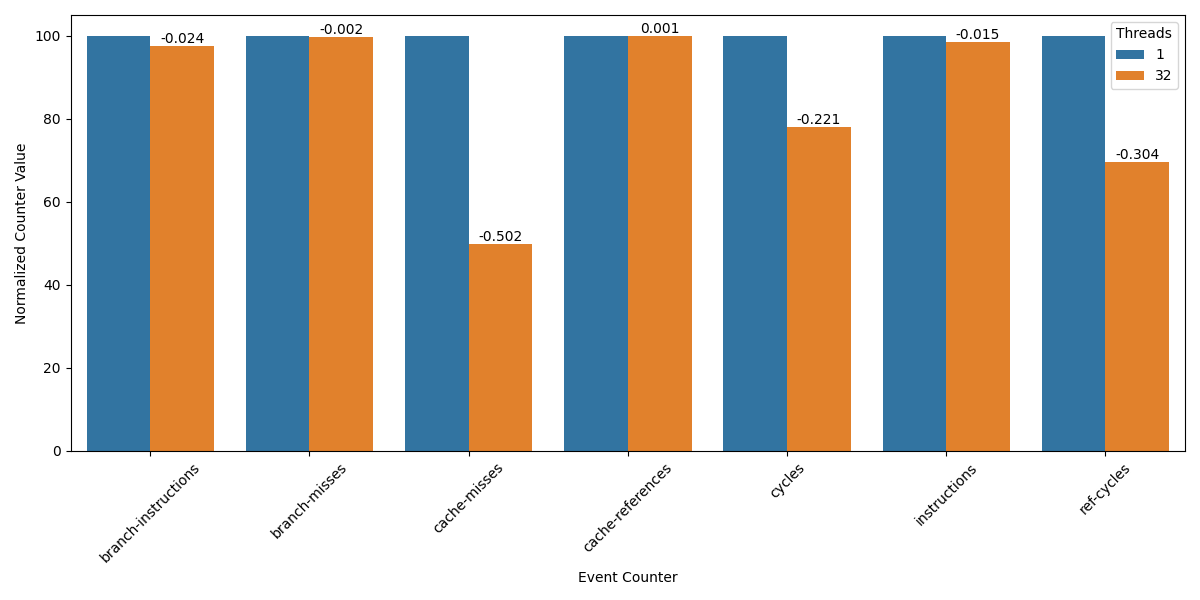 Normalized Counter Value
100
80
60
40
20
0
-0.024
-0.002
-0.502
0.001
-0.221
-0.015
-0.304
Threads
1
32
branch-instructions
branch-misses
cache-misses
cache-references
cycles
instructions
ref-cycles
Event Counter